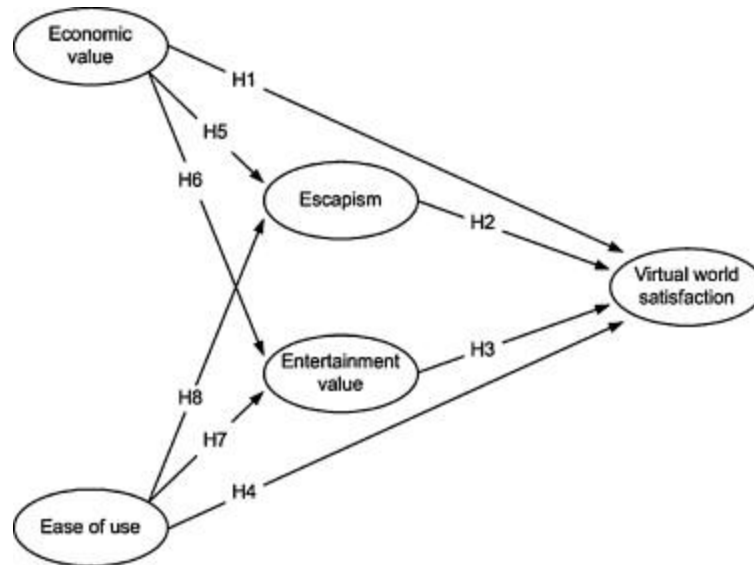 Economic
value
H1
H5
H6
Escapism
H2
Virtual world
satisfaction
Entertainment
value
H3
H8
H7
H4
Ease of use